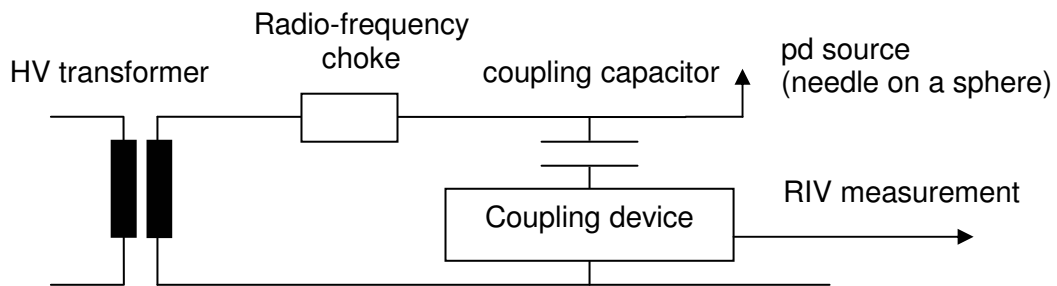 Radio-frequency
choke
HV transformer
coupling capacitor
pd source
(needle on a sphere)
Coupling device
RIV measurement